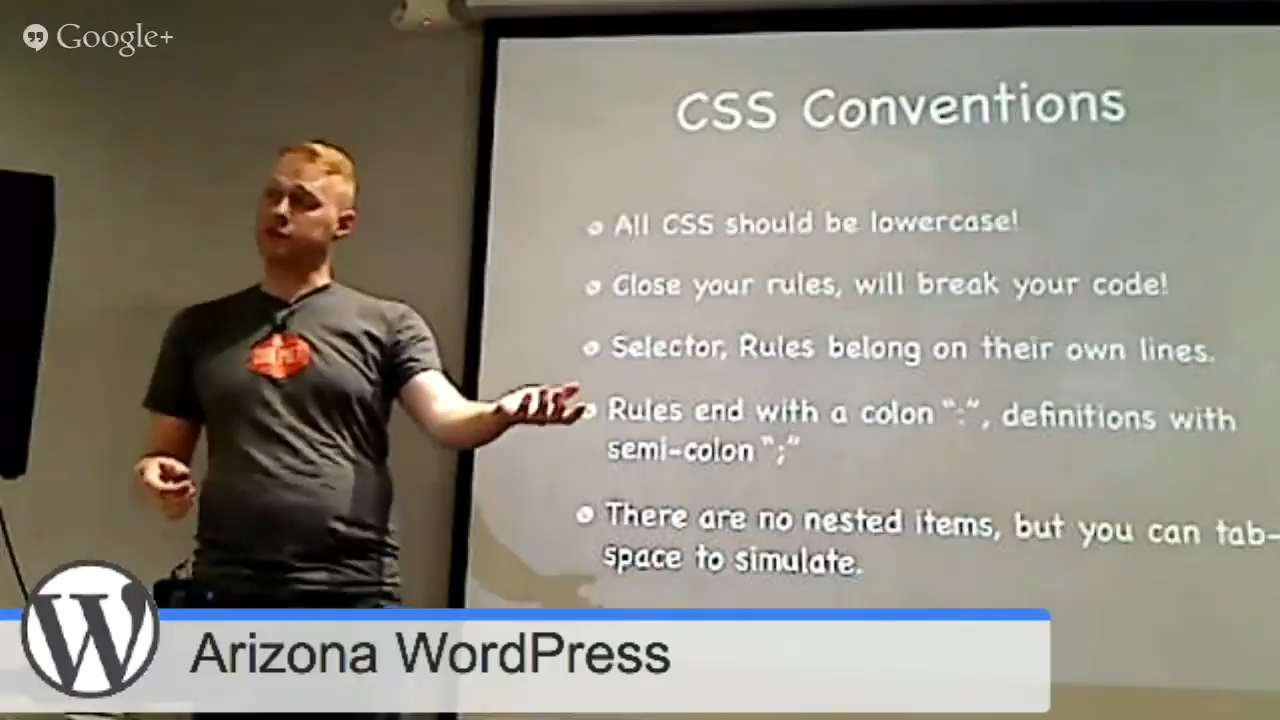 Google+
CSS Conventions
All CSS should be lowercase!
Close your rules, will break your code!
Selector, Rules belong on their own lines.
Rules end with a colon “:”, definitions with
semi-colon “;”
There are no nested items, but you can tab-
space to simulate.
Arizona WordPress